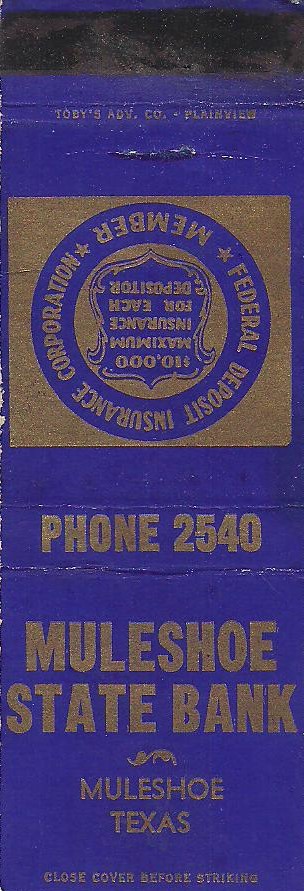 TOBY'S ADV. CO. - PLAINVIEW
MEMBER
★ FEDERAL DEPOSIT INSURANCE CORPORATION ★
$10,000
MAXIMUM
INSURANCE
FOR EACH
DEPOSITOR
PHONE 2540
MULESHOE
STATE BANK
MULESHOE
TEXAS
CLOSE COVER BEFORE STRIKING